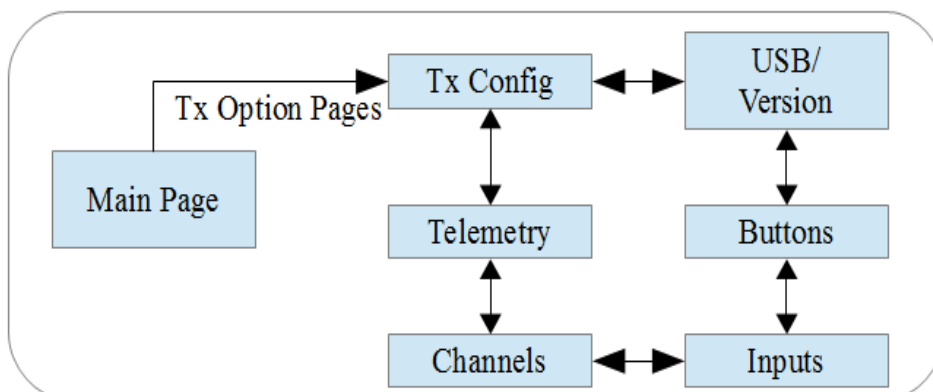 Tx Config
USB/
Version
Tx Option Pages
Main Page
Telemetry
Buttons
Channels
Inputs